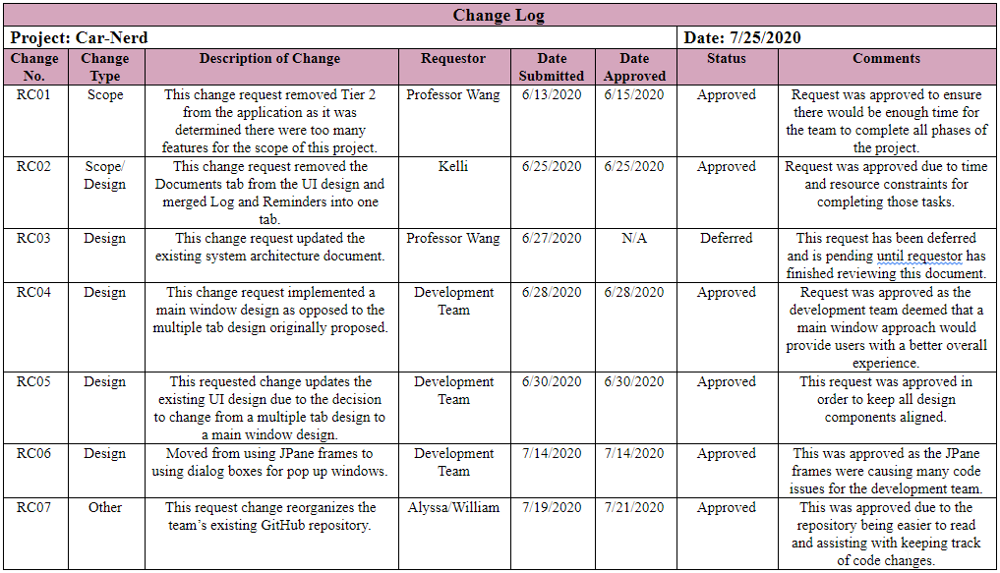 Change Log
Project: Car-Nerd
Date: 7/25/2020
Change
No.
Change
Type
Description of Change
Requestor
Date
Submitted
Date
Approved
Status
Comments
RC01
Scope
This change request removed Tier 2
from the application as it was
determined there were too many
features for the scope of this project.
Professor Wang
6/13/2020
6/15/2020
Approved
Request was approved to ensure
there would be enough time for
the team to complete all phases of
the project.
RC02
Scope/
Design
This change request removed the
Documents tab from the UI design and
merged Log and Reminders into one
tab.
Kelli
6/25/2020
6/25/2020
Approved
Request was approved due to time
and resource constraints for
completing those tasks.
RC03
Design
This change request updated the
existing system architecture document.
Professor Wang
6/27/2020
N/A
Deferred
This request has been deferred
and is pending until requestor has
finished reviewing this document.
RC04
Design
This change request implemented a
main window design as opposed to the
multiple tab design originally proposed.
Development
Team
6/28/2020
6/28/2020
Approved
Request was approved as the
development team deemed that a
main window approach would
provide users with a better overall
experience.
RC05
Design
This requested change updates the
existing UI design due to the decision
to change from a multiple tab design to
a main window design.
Development
Team
6/30/2020
6/30/2020
Approved
This request was approved in
order to keep all design
components aligned.
RC06
Design
Moved from using JPane frames to
using dialog boxes for pop up windows.
Development
Team
7/14/2020
7/14/2020
Approved
This was approved as the JPane
frames were causing many code
issues for the development team.
RC07
Other
This request change reorganizes the
team's existing GitHub repository.
Alyssa/William
7/19/2020
7/21/2020
Approved
This was approved due to the
repository being easier to read
and assisting with keeping track
of code changes.